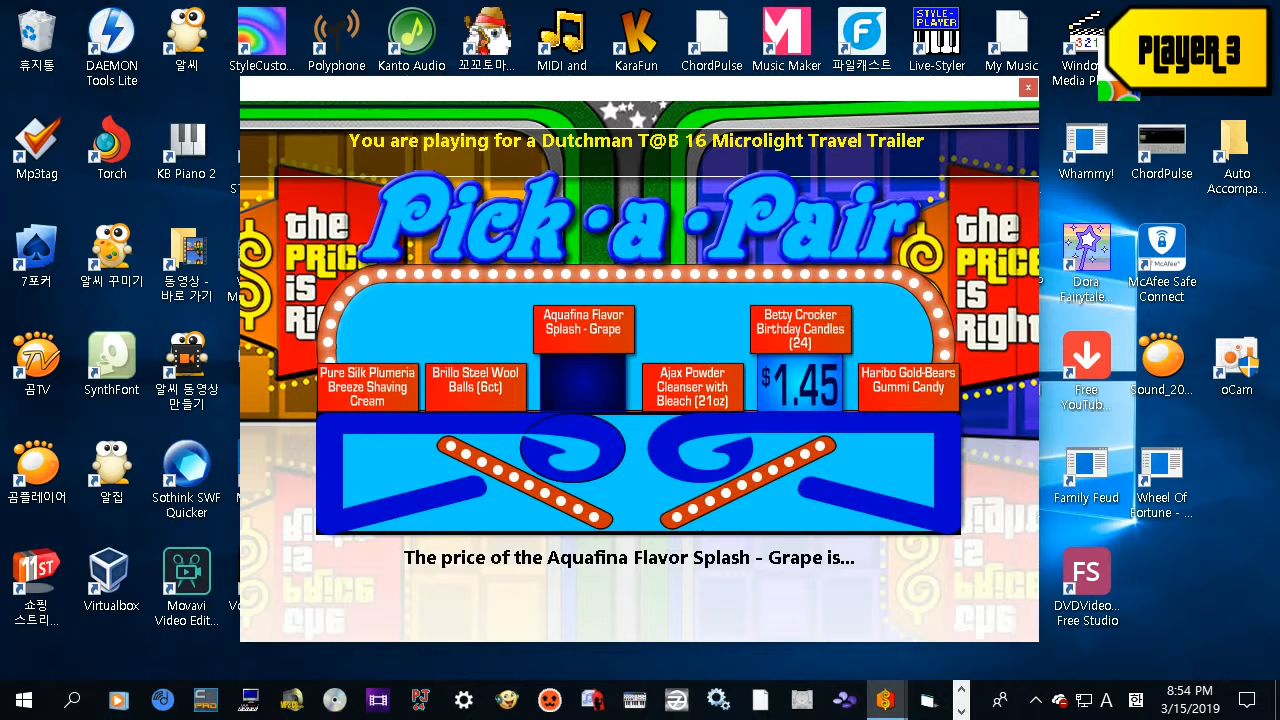 STYLE-
PLAYER
휴지통
DAEMON
Tools Lite
알씨
StyleCusto...
Polyphone
Kanto Audio
꼬꼬토마...
MIDI and
KaraFun
ChordPulse
Music Maker
파일캐스트
Live-Styler
My Music
Windo
Media P
PLAYER 3
x
You are playing for a Dutchman T@B 16 Microlight Travel Trailer
Mp3tag
Torch
KB Piano 2
Whammy!
ChordPulse
Auto
Accompa...
Pick·a·Pair
the
PRICE
is
Right
the
PRICE
is
Right
7포커
알씨 꾸미기
동영상 -
바로 가기
Dora
Fairytale...
McAfee
McAfee Safe
Connect
Aquafina Flavor
Splash - Grape
Betty Crocker
Birthday Candles
(24)
Pure Silk Plumeria
Breeze Shaving
Cream
Brillo Steel Wool
Balls (6ct)
Ajax Powder
Cleanser with
Bleach (21oz)
$1.45
Haribo Gold-Bears
Gummi Candy
TV
곰TV
SynthFont
알씨 동영상
만들기
Free
YouTub...
Sound_20...
oCam
곰플레이어
알집
Sothink SWF
Quicker
Family Feud
Wheel Of
Fortune - ...
The price of the Aquafina Flavor Splash - Grape is...
11ST
쇼핑
스트리...
Virtualbox
Movavi
Video Edit...
FS
DVDVideo...
Free Studio
A
한
8:54 PM
3/15/2019